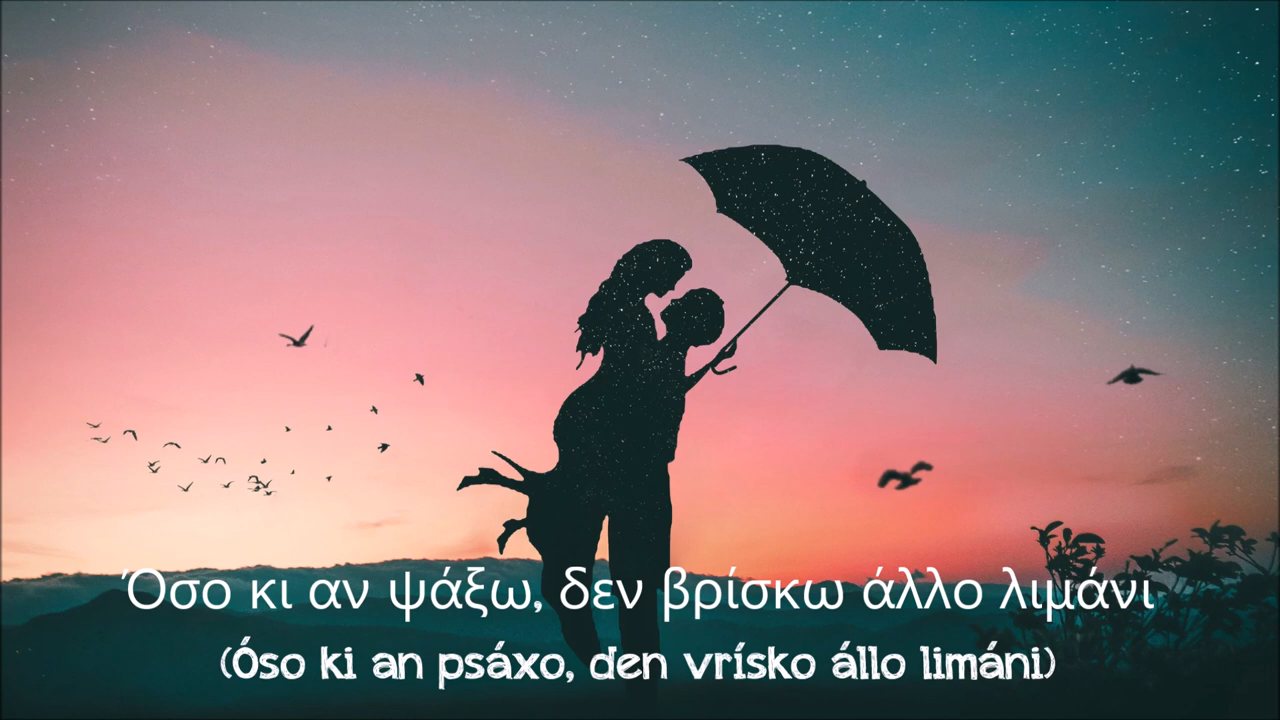 Όσο κι αν ψάξω, δεν βρίσκω άλλο λιμάνι
(Óso ki an psáxo, den vrísko állo limáni)